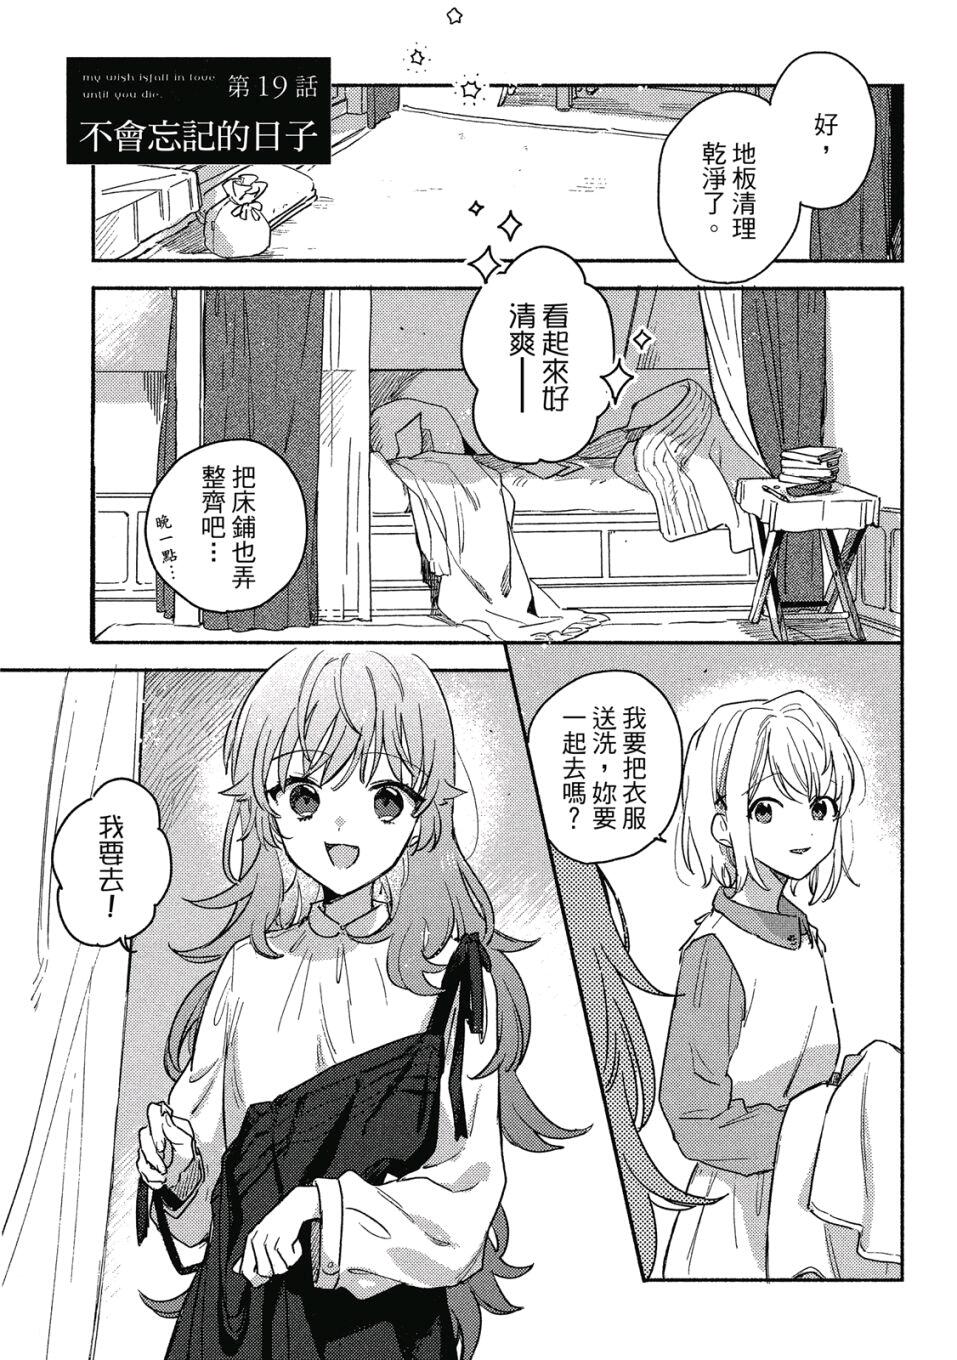 my wish is fall in love
until you die.
第19話
不會忘記的日子
好，
地板清理
乾淨了。
看起來好
清爽——
把床鋪也弄
整齊吧…
晚一點…
我要把衣服
送洗，妳要
一起去嗎？
我要去！